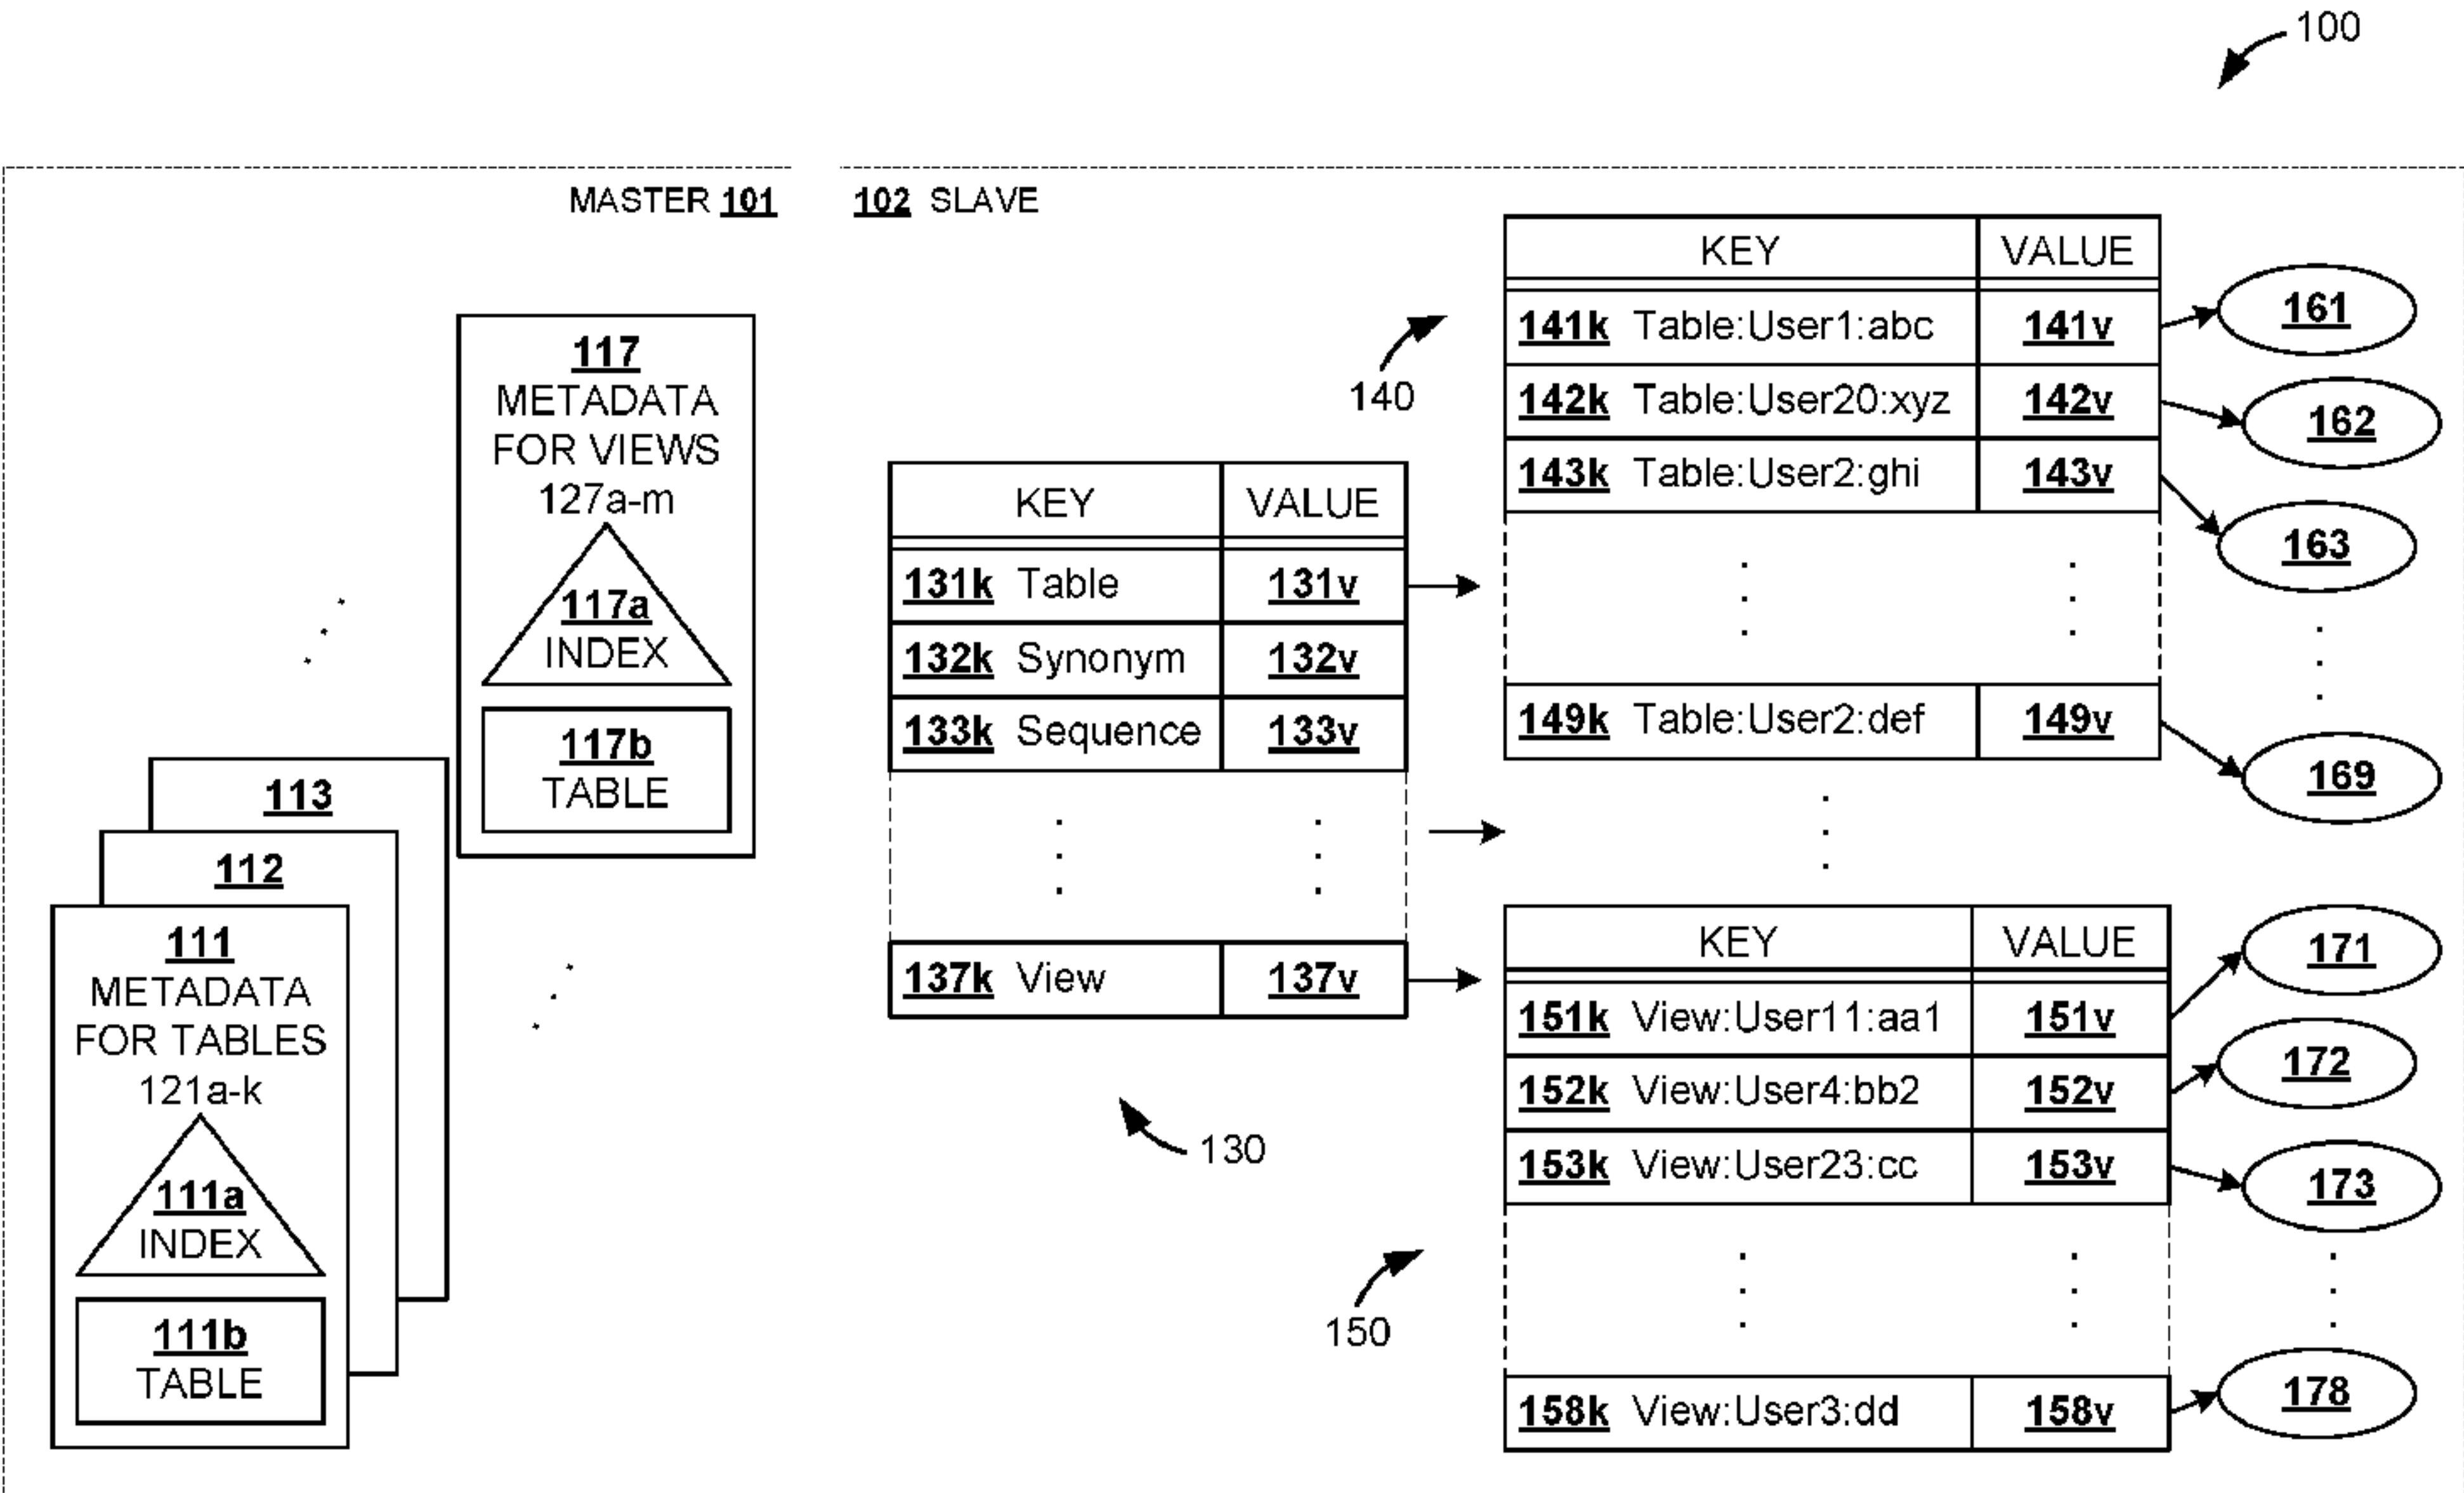 100
MASTER 101
102 SLAVE
117
METADATA
FOR VIEWS
127a-m
117a
INDEX
117b
TABLE
113
112
111
METADATA
FOR TABLES
121a-k
111a
INDEX
111b
TABLE
KEY VALUE
131k Table 131v
132k Synonym 132v
133k Sequence 133v
137k View 137v
130
140
KEY VALUE
141k Table:User1:abc 141v
142k Table:User20:xyz 142v
143k Table:User2:ghi 143v
149k Table:User2:def 149v
161
162
163
169
150
KEY VALUE
151k View:User11:aa1 151v
152k View:User4:bb2 152v
153k View:User23:cc 153v
158k View:User3:dd 158v
171
172
173
178